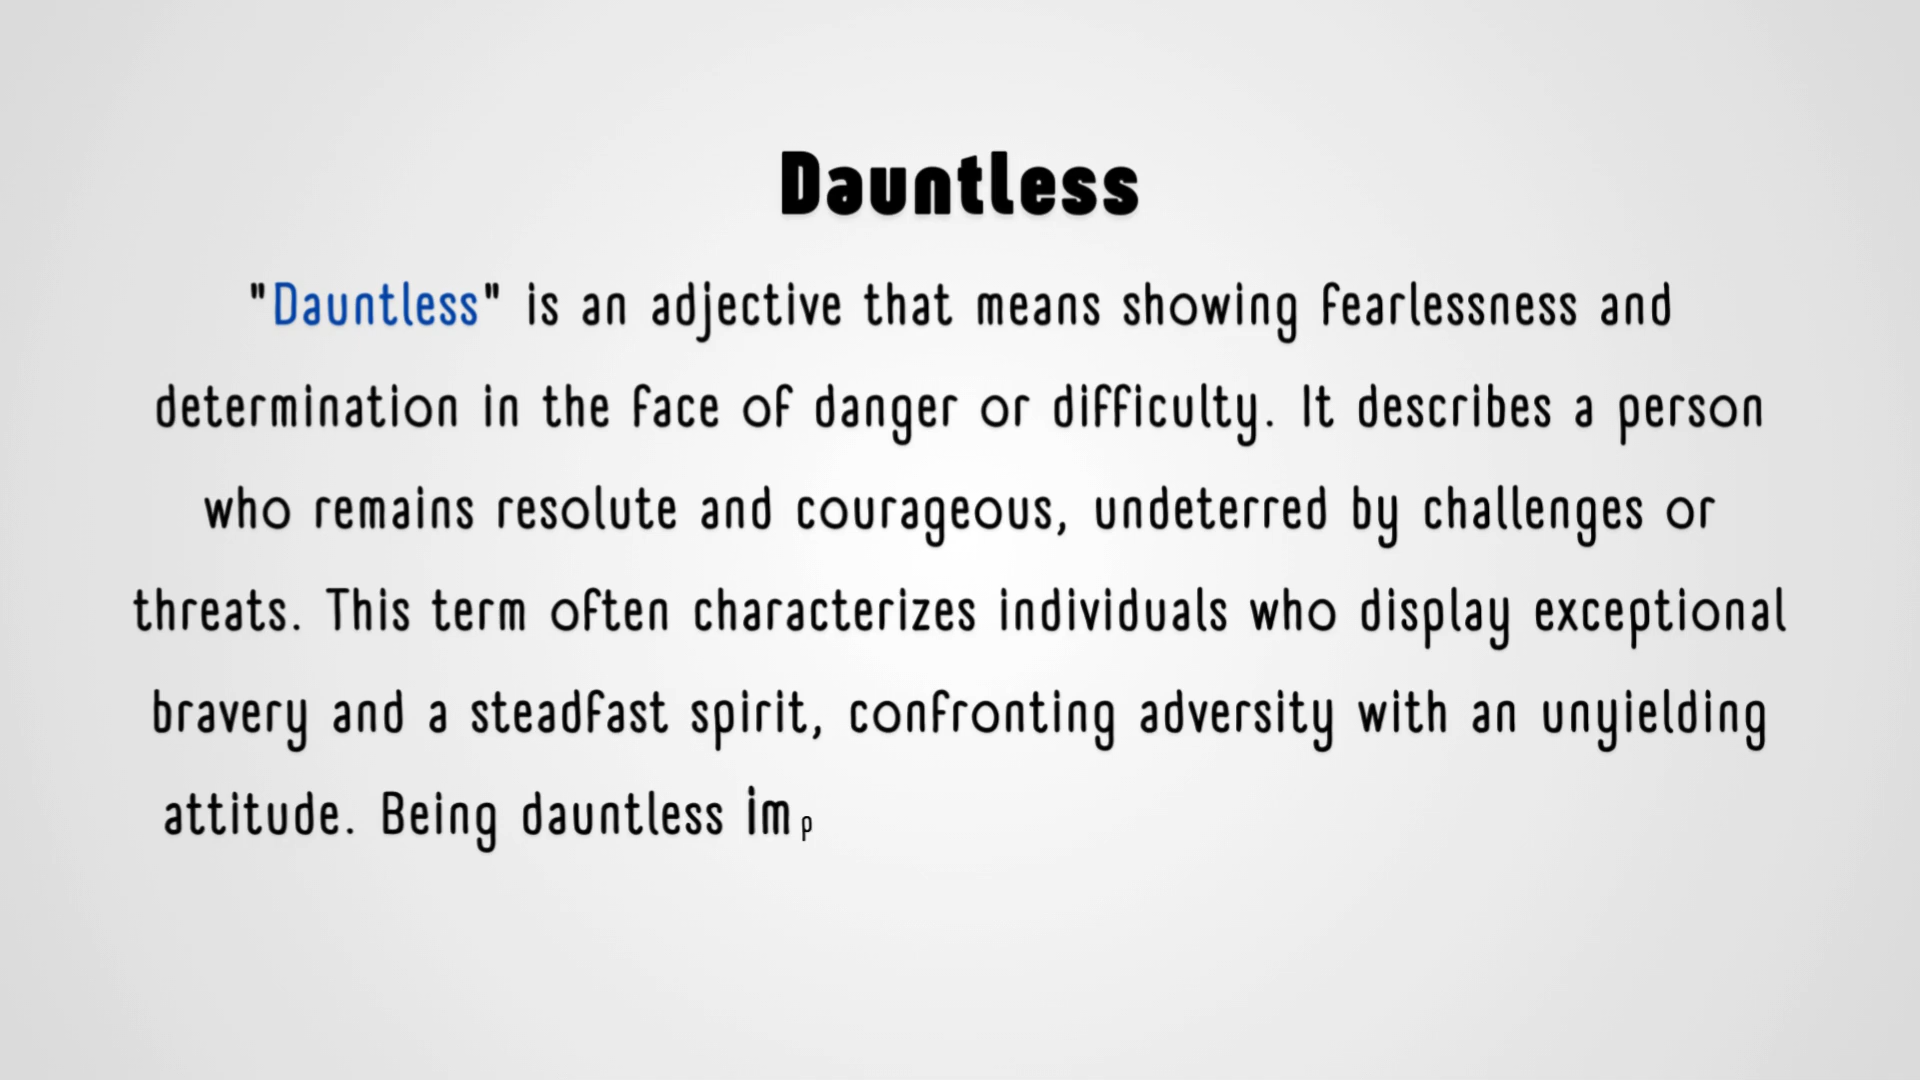 Dauntless
"Dauntless" is an adjective that means showing fearlessness and
determination in the face of danger or difficulty. It describes a person
who remains resolute and courageous, undeterred by challenges or
threats. This term often characterizes individuals who display exceptional
bravery and a steadfast spirit, confronting adversity with an unyielding
attitude. Being dauntless imp